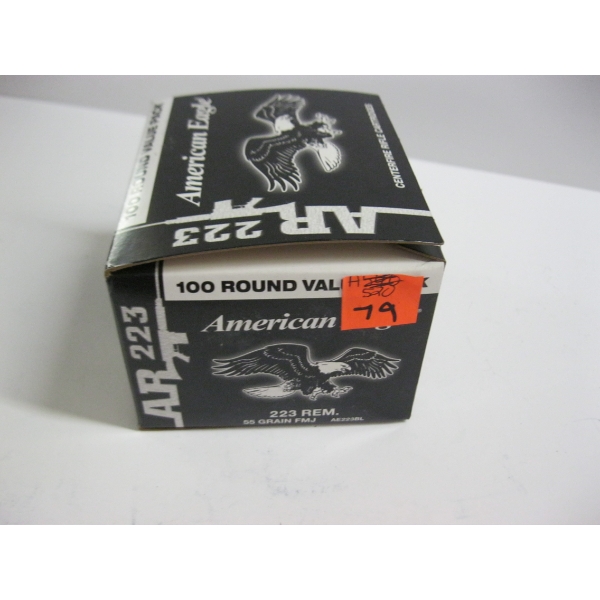 100 ROUND VALUE PACK
American Eagle
AR 223
CENTERFIRE RIFLE CARTRIDGES
100 ROUND VAL K
79
American
223 REM.
55 GRAIN FMJ AE223BL
AR 223